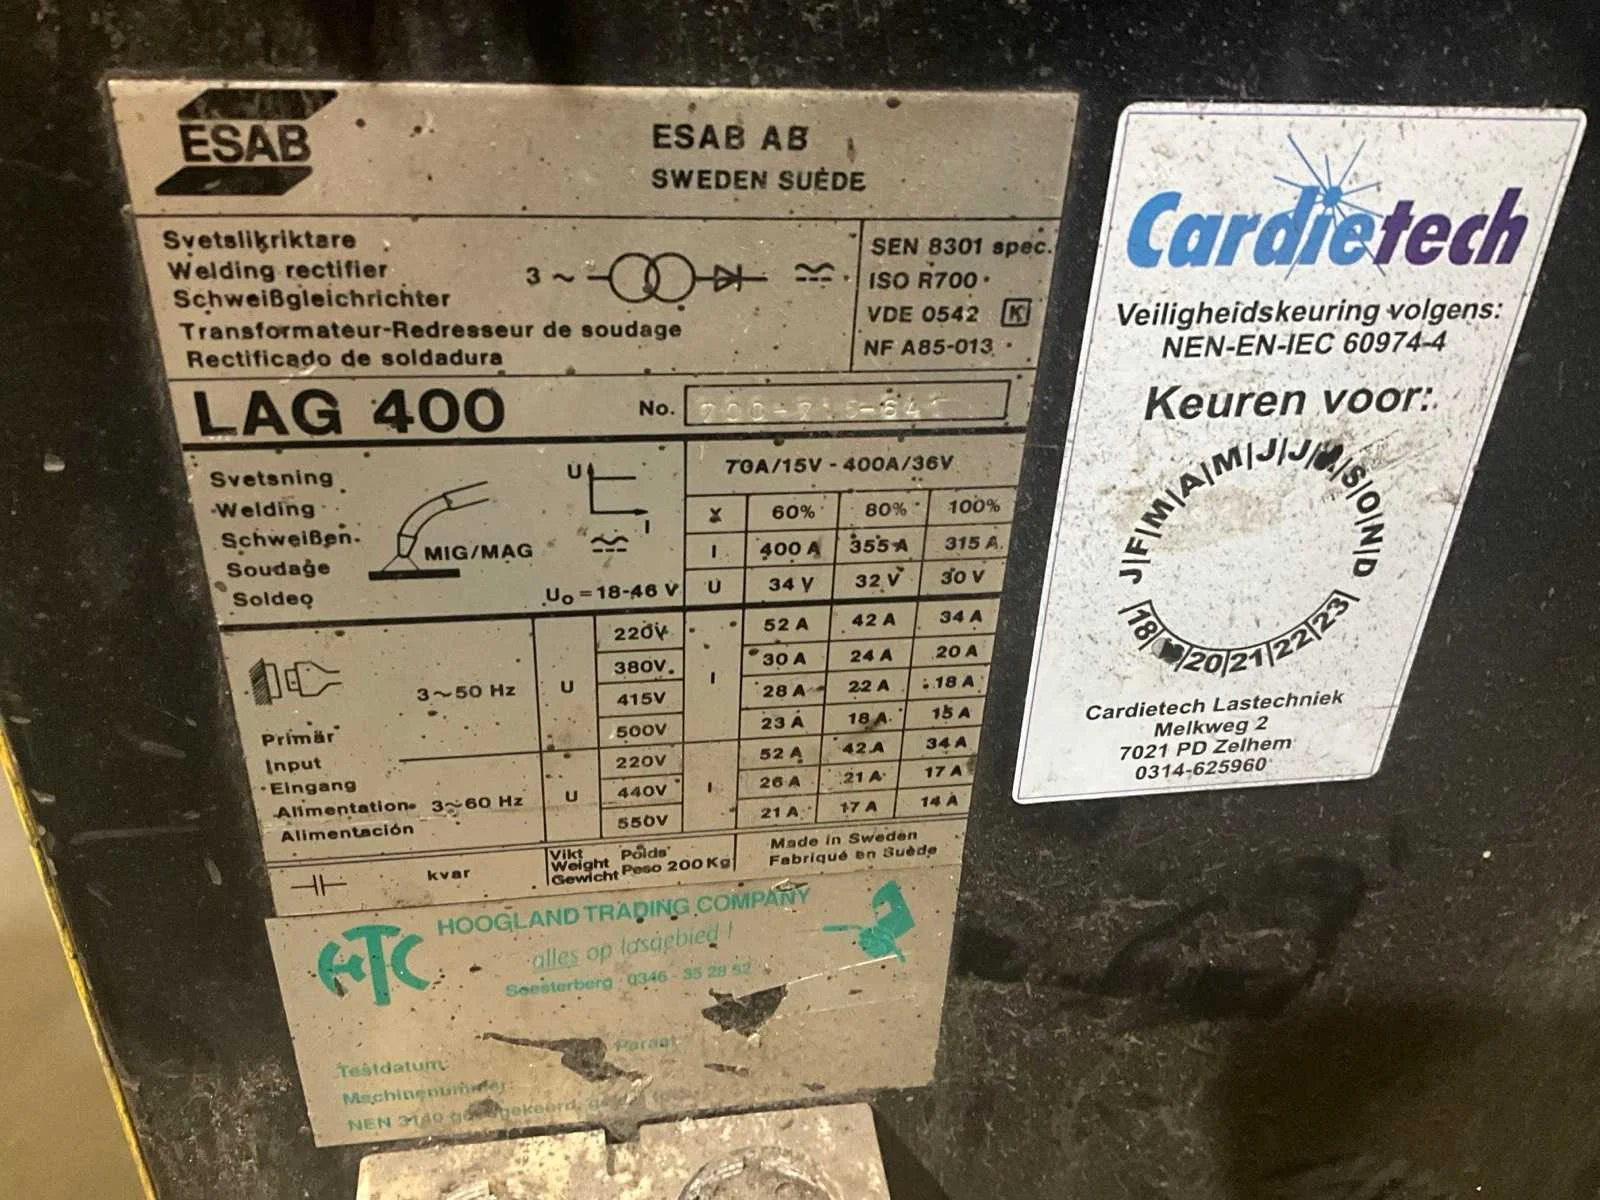 ESAB
ESAB AB
SWEDEN SUÈDE
Svetslikriktare
Welding rectifier
Schweißgleichrichter
Transformateur-Redresseur de soudage
Rectificado de soldadura
3 ~
SEN 8301 spec.
ISO R700
VDE 0542 K
NF A85-013
LAG 400
No.
Svetsning
Welding
Schweißen
Soudage
Soldeo
MIG/MAG
U
I
U₀ = 18-46 V
70A/15V - 400A/36V
X 60% 80% 100%
I 400 A 355 A 315 A
U 34 V 32 V 30 V
Primär
Input
Eingang
Alimentation
Alimentación
3~50 Hz U I
220V 52 A 42 A 34 A
380V 30 A 24 A 20 A
415V 28 A 22 A 18 A
500V 23 A 18 A 15 A
3~60 Hz U I
220V 52 A 42 A 34 A
440V 26 A 21 A 17 A
550V 21 A 17 A 14 A
kvar
Vikt Poids
Weight
Gewicht Peso 200 Kg
Made in Sweden
Fabriqué en Suède
HTC
HOOGLAND TRADING COMPANY
alles op lasgebied !
Soesterberg 0346 - 35 28 52
Testdatum: Paraaf
Machinenummer
NEN 3140
Cardietech
Veiligheidskeuring volgens:
NEN-EN-IEC 60974-4
Keuren voor:
J|F|M|A|M|J|J| |S|O|N|D
18| |20|21|22|23
Cardietech Lastechniek
Melkweg 2
7021 PD Zelhem
0314-625960